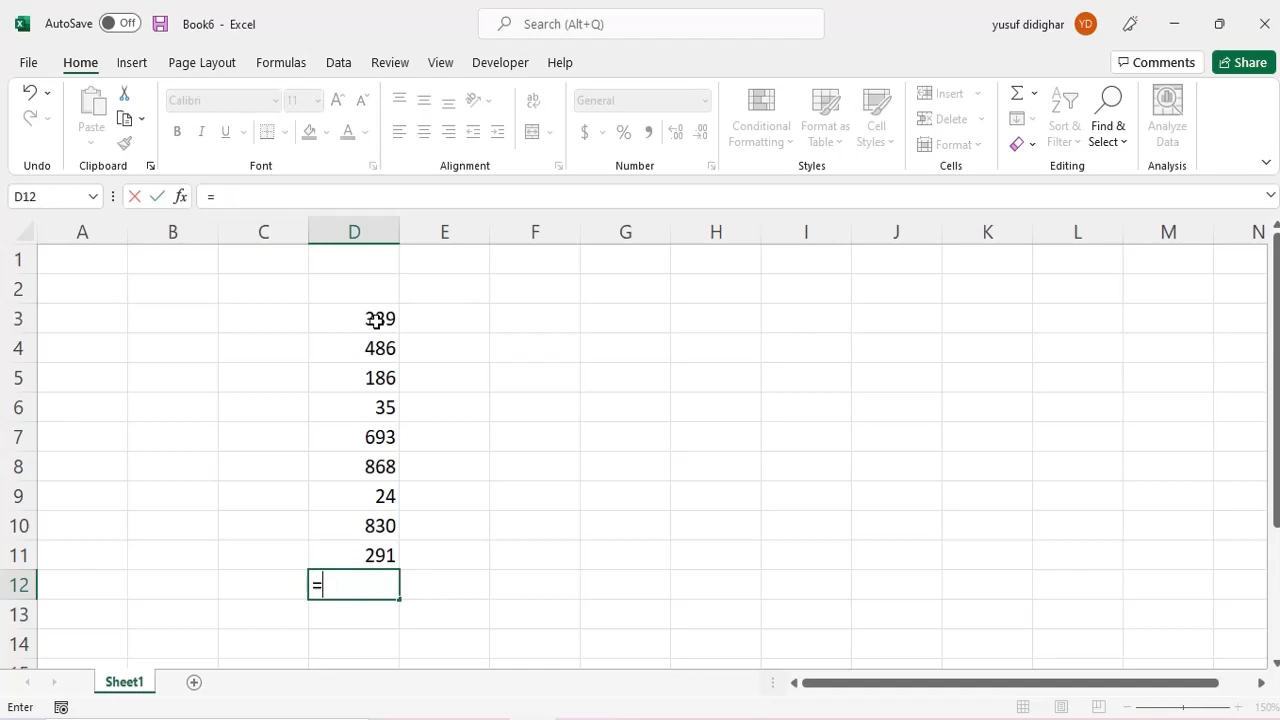 AutoSave Off Book6 - Excel Search (Alt+Q) yusuf didighar YD
File Home Insert Page Layout Formulas Data Review View Developer Help Comments Share
Calibri 11 General Insert
Paste $ % Conditional Formatting Format as Table Cell Styles Delete Sort & Filter Find & Select Analyze Data
Format
Undo Clipboard Font Alignment Number Styles Cells Editing Analysis
D12 fx =
A B C D E F G H I J K L M N
1
2
3
4 486
5 186
6 35
7 693
8 868
9 24
10 830
11 291
12 =
13
14
Sheet1
Enter 150%